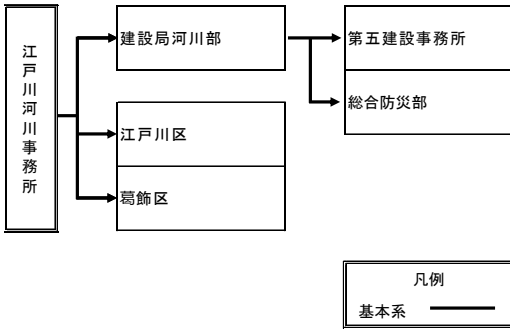 江戸川河川事務所
建設局河川部
第五建設事務所
総合防災部
江戸川区
葛飾区
凡例
基本系